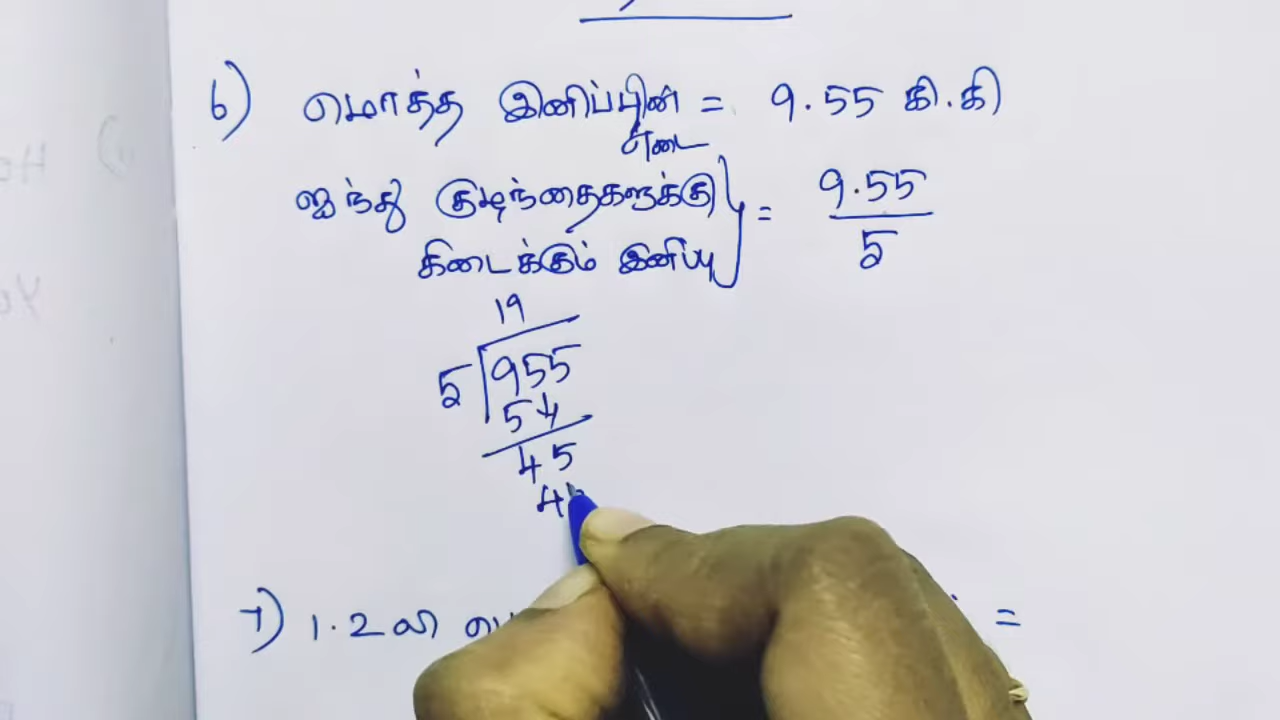 6) மொத்த இனிப்பின் = 9.55 கி.கி
எடை
ஐந்து குழந்தைகளுக்கு
கிடைக்கும் இனிப்பு } = 9.55 / 5
19
5 955
5
45
4
7) 1.2லி =